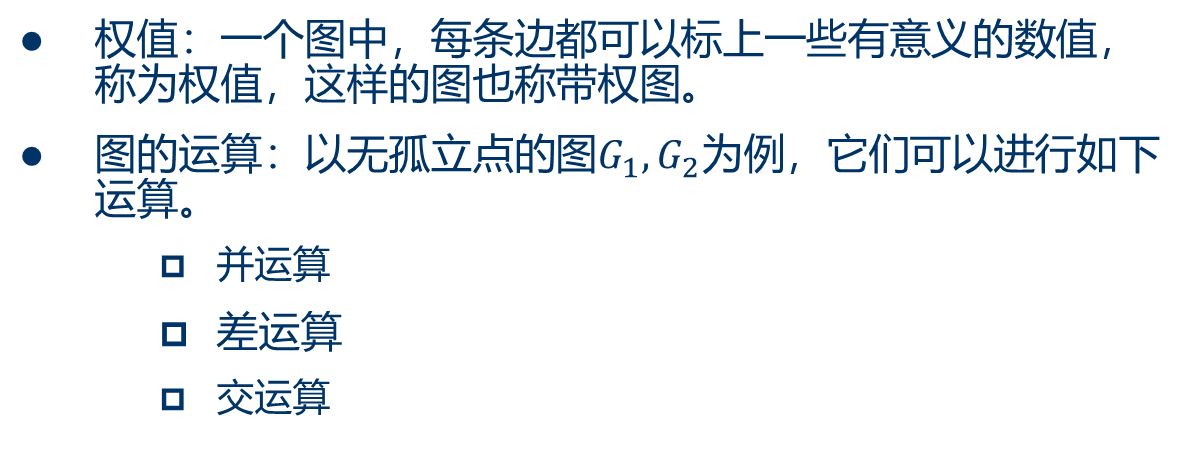 ● 权值：一个图中，每条边都可以标上一些有意义的数值，
称为权值，这样的图也称带权图。
● 图的运算：以无孤立点的图G₁, G₂为例，它们可以进行如下
运算。
□ 并运算
□ 差运算
□ 交运算